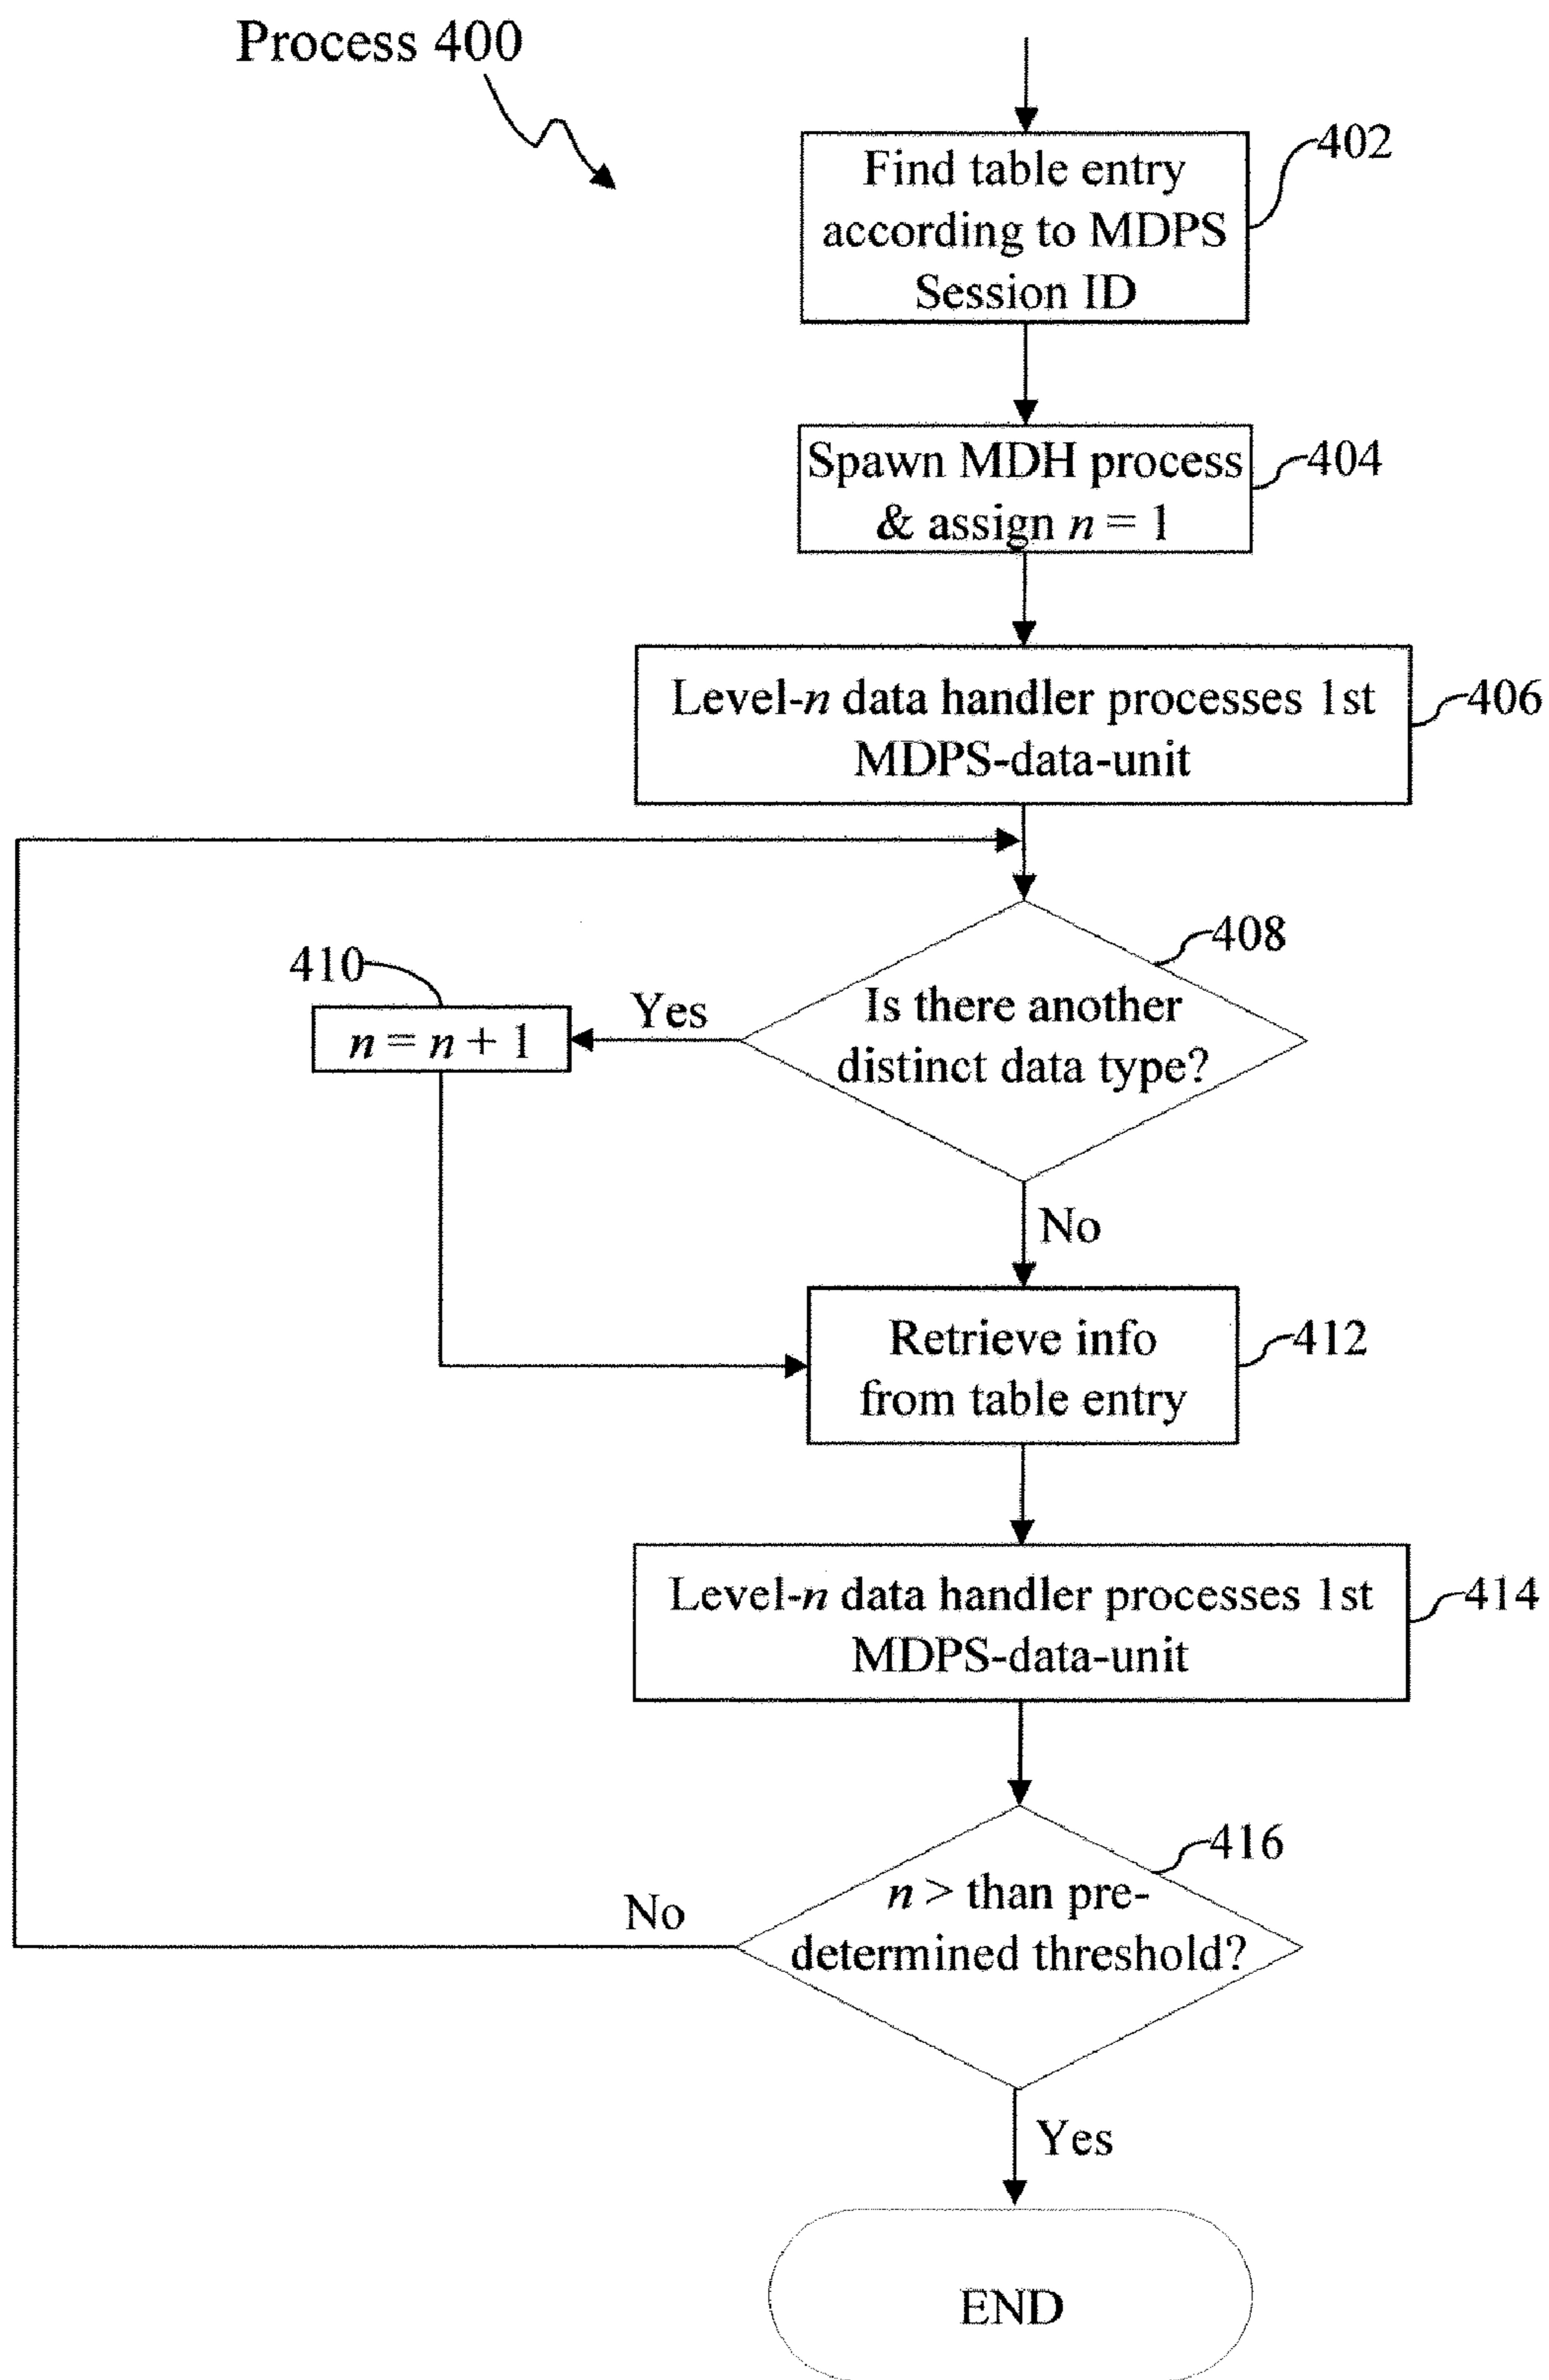 Process 400
Find table entry
according to MDPS
Session ID
402
Spawn MDH process
& assign n = 1
404
Level-n data handler processes 1st
MDPS-data-unit
406
408
410
Is there another
distinct data type?
Yes
n = n + 1
No
Retrieve info
from table entry
412
Level-n data handler processes 1st
MDPS-data-unit
414
416
n > than pre-
determined threshold?
No
Yes
END